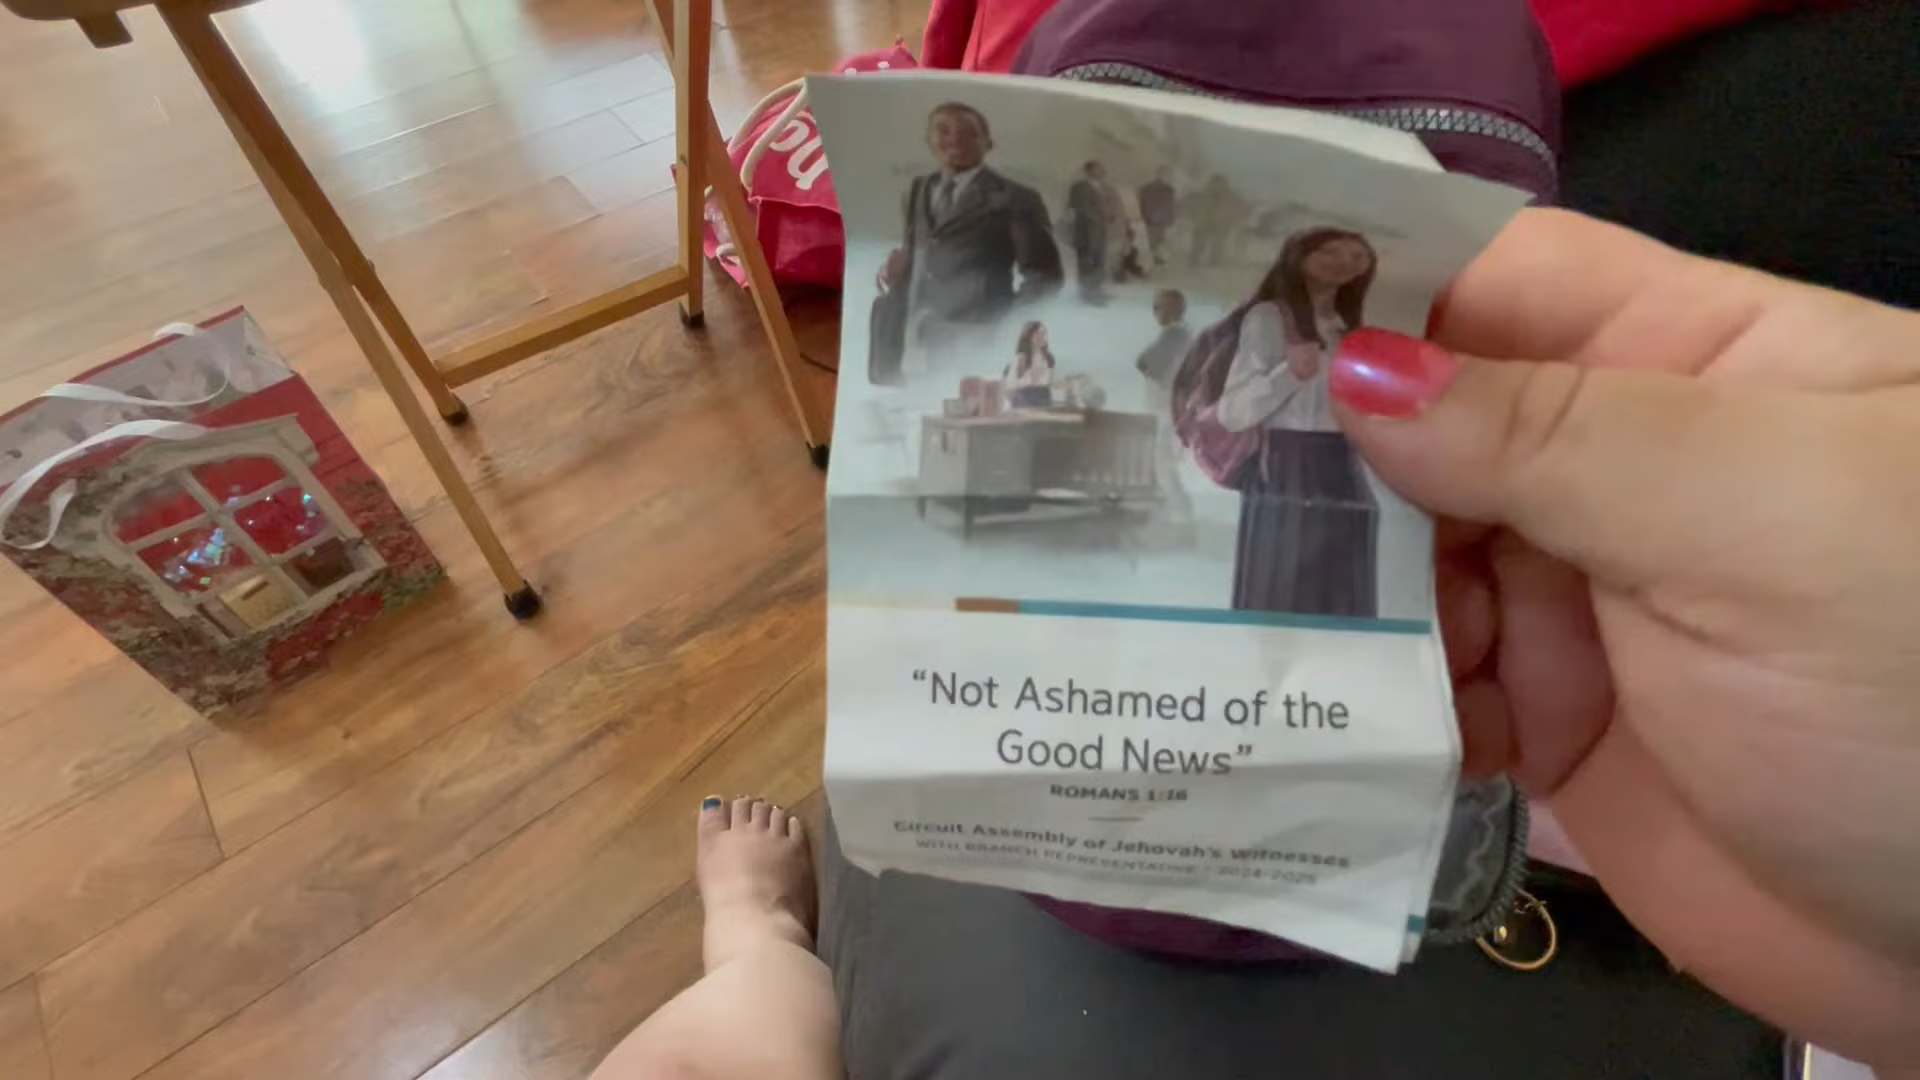 “Not Ashamed of the
Good News”
ROMANS 1:16
Circuit Assembly of Jehovah's Witnesses
WITH BRANCH REPRESENTATIVE 2024-2025